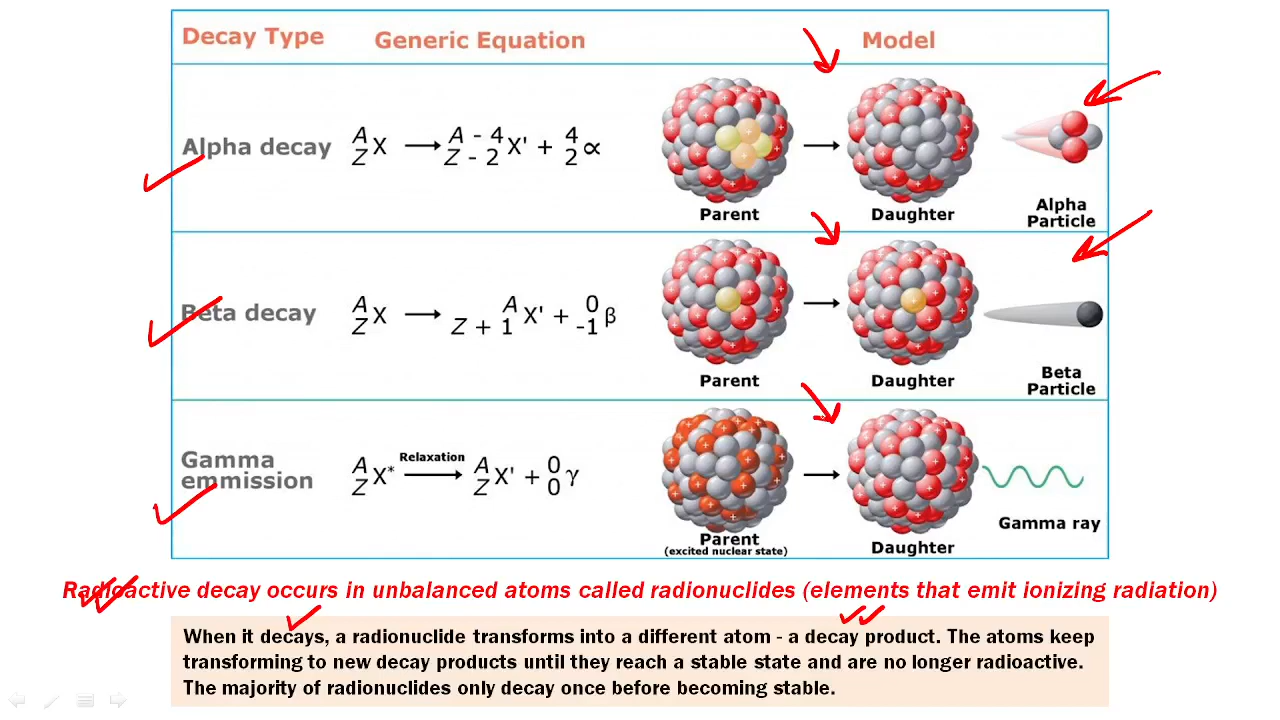 Decay Type Generic Equation Model
Alpha decay
A Z X → A - 4 Z - 2 X' + 4 2 α
Parent
Daughter
Alpha
Particle
Beta decay
A Z X → A Z + 1 X' + 0 -1 β
Parent
Daughter
Beta
Particle
Gamma
emmission
A Z X* Relaxation → A Z X' + 0 0 γ
Parent
(excited nuclear state)
Daughter
Gamma ray
Radioactive decay occurs in unbalanced atoms called radionuclides (elements that emit ionizing radiation)
When it decays, a radionuclide transforms into a different atom - a decay product. The atoms keep
transforming to new decay products until they reach a stable state and are no longer radioactive.
The majority of radionuclides only decay once before becoming stable.